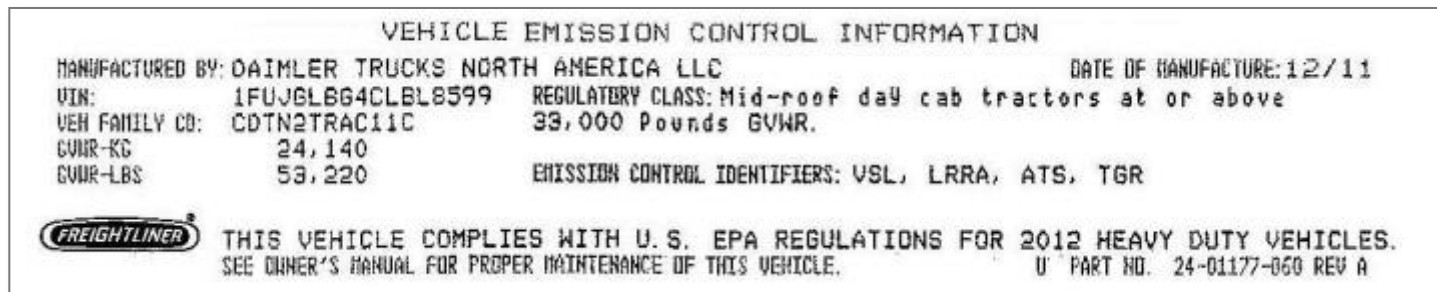 VEHICLE EMISSION CONTROL INFORMATION
MANUFACTURED BY: DAIMLER TRUCKS NORTH AMERICA LLC DATE OF MANUFACTURE: 12/11
VIN: 1FUJGLBG4CLBL8599 REGULATORY CLASS: Mid-roof day cab tractors at or above
VEH FAMILY CD: CDTN2TRAC11C 33,000 Pounds GVWR.
GVWR-KG 24,140
GVWR-LBS 53,220 EMISSION CONTROL IDENTIFIERS: VSL, LRRA, ATS, TGR
FREIGHTLINER® THIS VEHICLE COMPLIES WITH U.S. EPA REGULATIONS FOR 2012 HEAVY DUTY VEHICLES.
SEE OWNER'S MANUAL FOR PROPER MAINTENANCE OF THIS VEHICLE. U PART NO. 24-01177-060 REV A